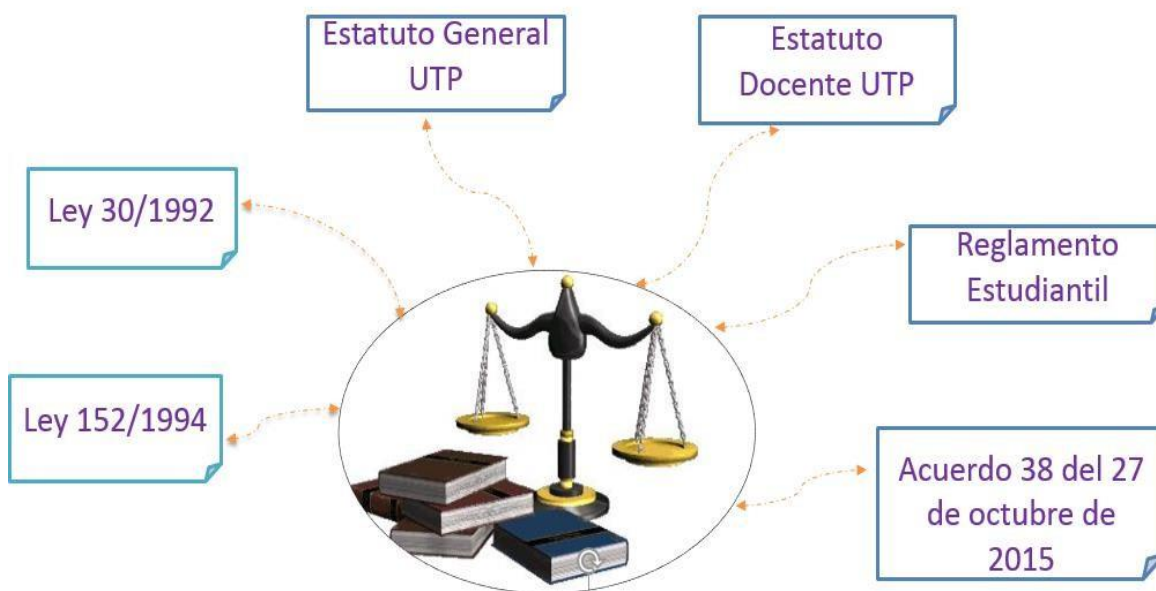 Estatuto General
UTP
Estatuto
Docente UTP
Ley 30/1992
Reglamento
Estudiantil
Ley 152/1994
Acuerdo 38 del 27
de octubre de
2015